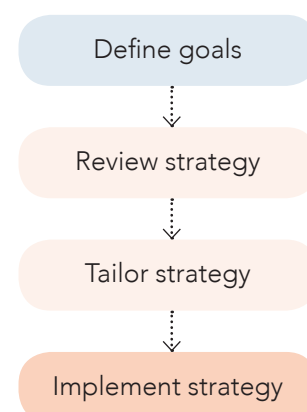 Define goals
Review strategy
Tailor strategy
Implement strategy